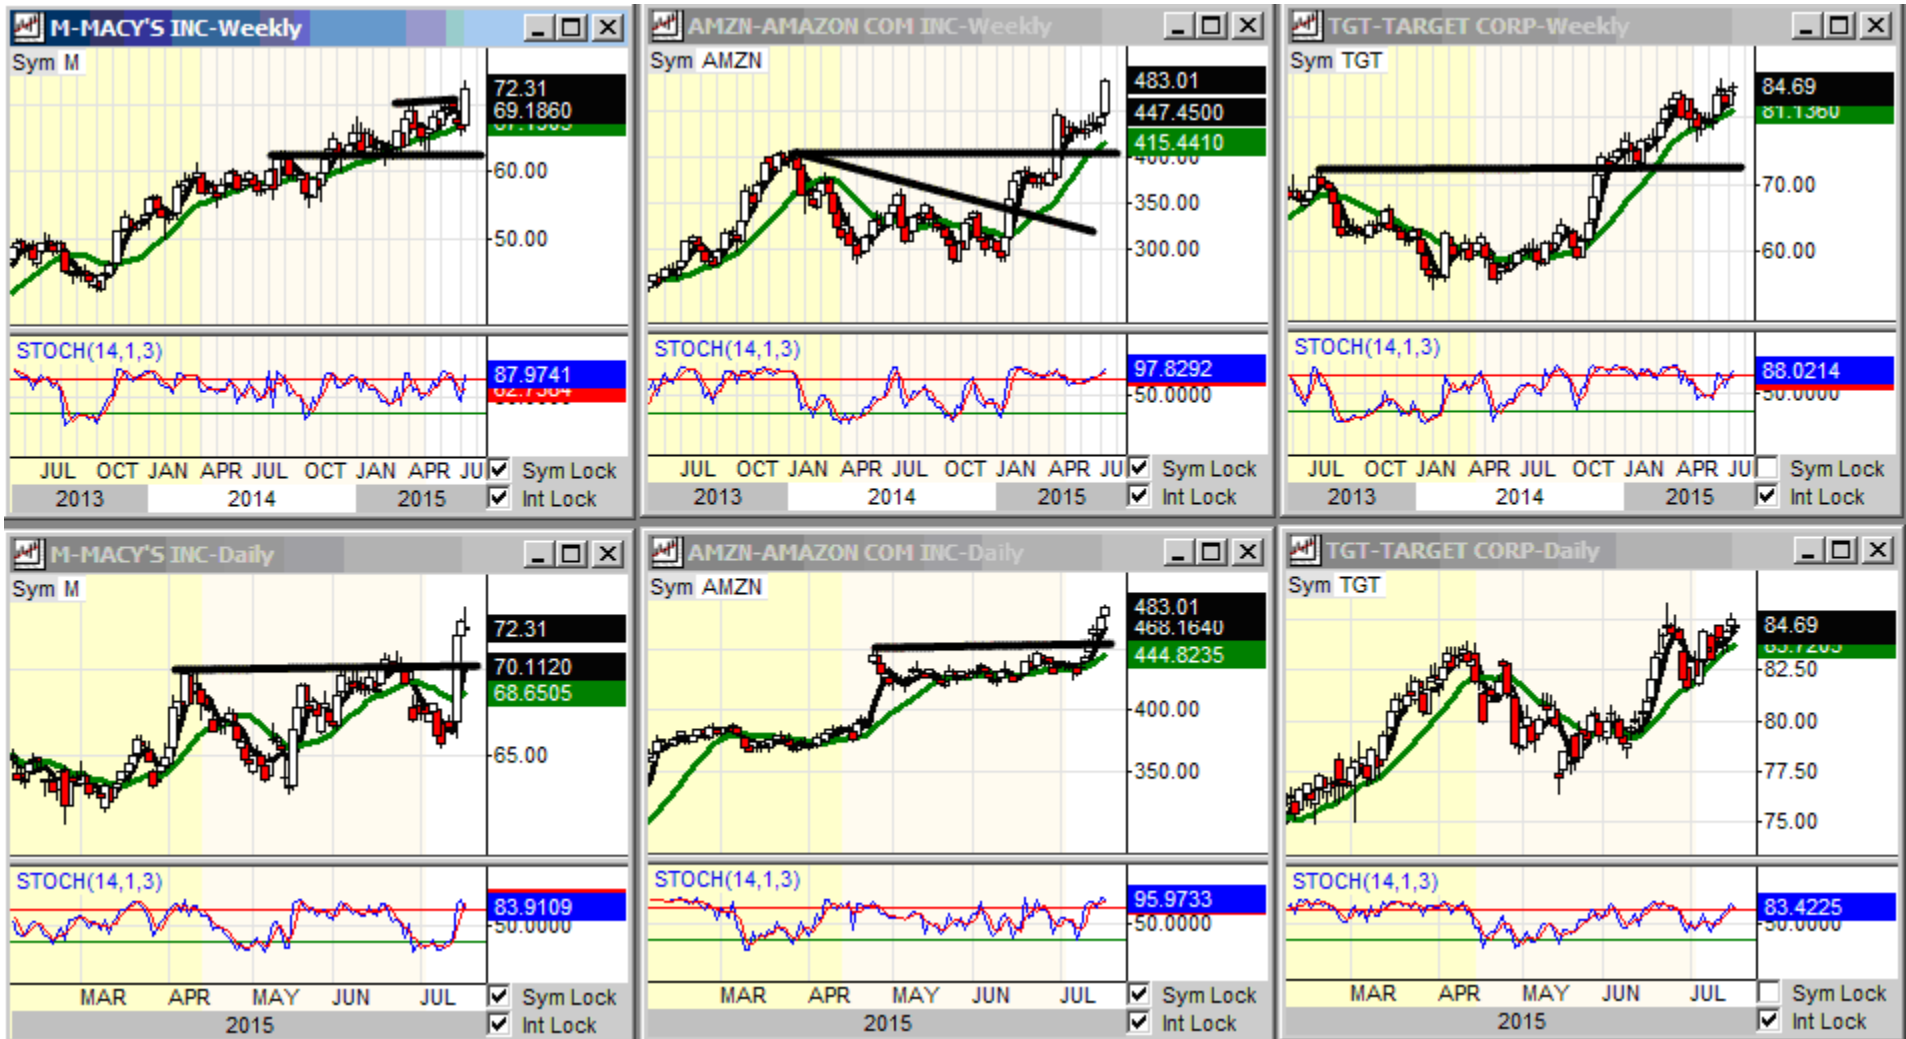 M-MACY'S INC-Weekly
Sym M
72.31
69.1860
60.00
50.00
STOCH(14,1,3)
87.9741
JUL OCT JAN APR JUL OCT JAN APR JU
2013 2014 2015
Sym Lock
Int Lock
AMZN-AMAZON COM INC-Weekly
Sym AMZN
483.01
447.4500
415.4410
400.00
350.00
300.00
STOCH(14,1,3)
97.8292
50.0000
JUL OCT JAN APR JUL OCT JAN APR JU
2013 2014 2015
Sym Lock
Int Lock
TGT-TARGET CORP-Weekly
Sym TGT
84.69
81.1360
70.00
60.00
STOCH(14,1,3)
88.0214
50.0000
JUL OCT JAN APR JUL OCT JAN APR JU
2013 2014 2015
Sym Lock
Int Lock
M-MACY'S INC-Daily
Sym M
72.31
70.1120
68.6505
65.00
STOCH(14,1,3)
83.9109
50.0000
MAR APR MAY JUN JUL
2015
Sym Lock
Int Lock
AMZN-AMAZON COM INC-Daily
Sym AMZN
483.01
468.1640
444.8235
400.00
350.00
STOCH(14,1,3)
95.9733
50.0000
MAR APR MAY JUN JUL
2015
Sym Lock
Int Lock
TGT-TARGET CORP-Daily
Sym TGT
84.69
82.50
80.00
77.50
75.00
STOCH(14,1,3)
83.4225
50.0000
MAR APR MAY JUN JUL
2015
Sym Lock
Int Lock